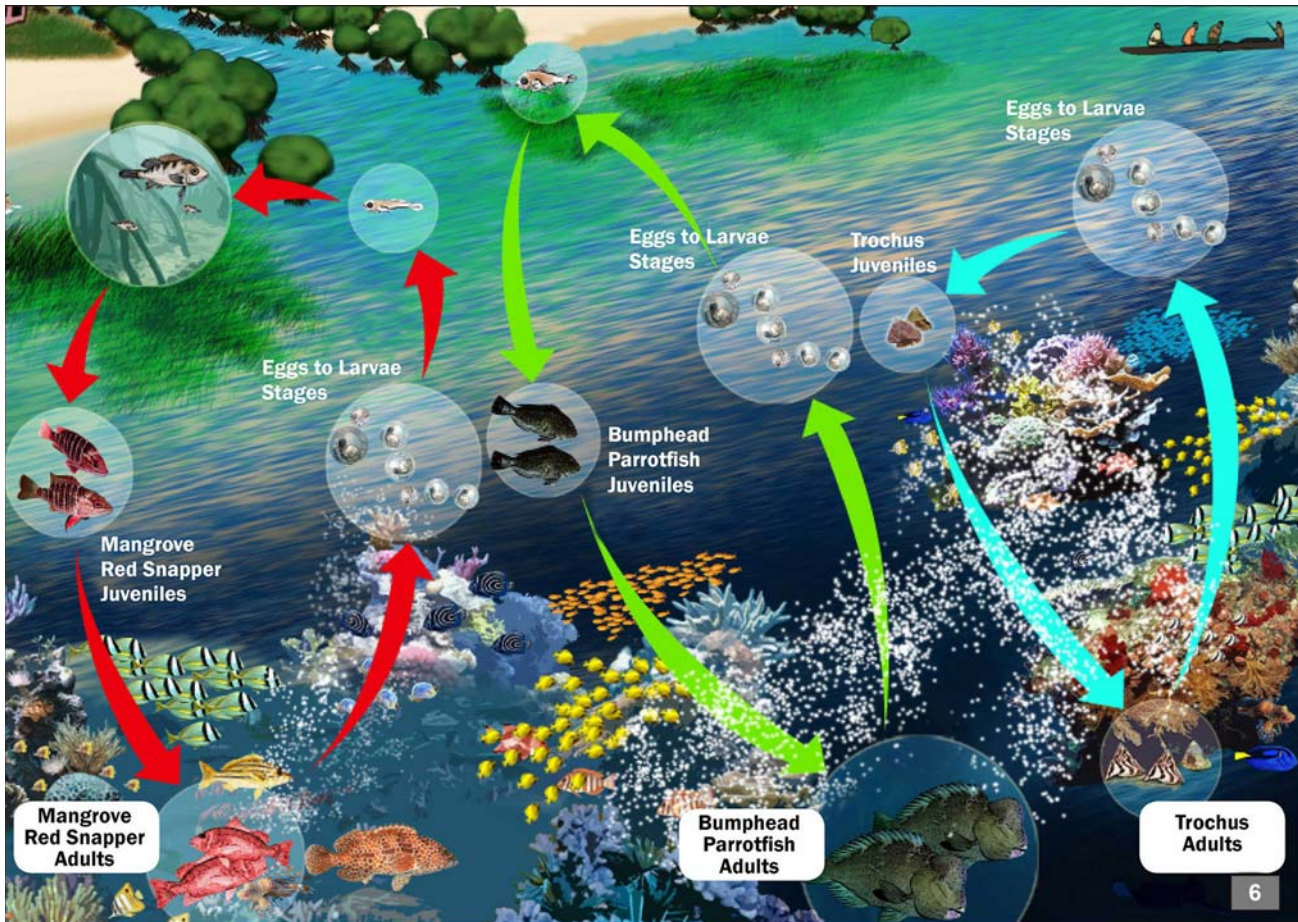 Eggs to Larvae
Stages
Eggs to Larvae
Stages
Trochus
Juveniles
Eggs to Larvae
Stages
Bumphead
Parrotfish
Juveniles
Mangrove
Red Snapper
Juveniles
Mangrove
Red Snapper
Adults
Bumphead
Parrotfish
Adults
Trochus
Adults
6